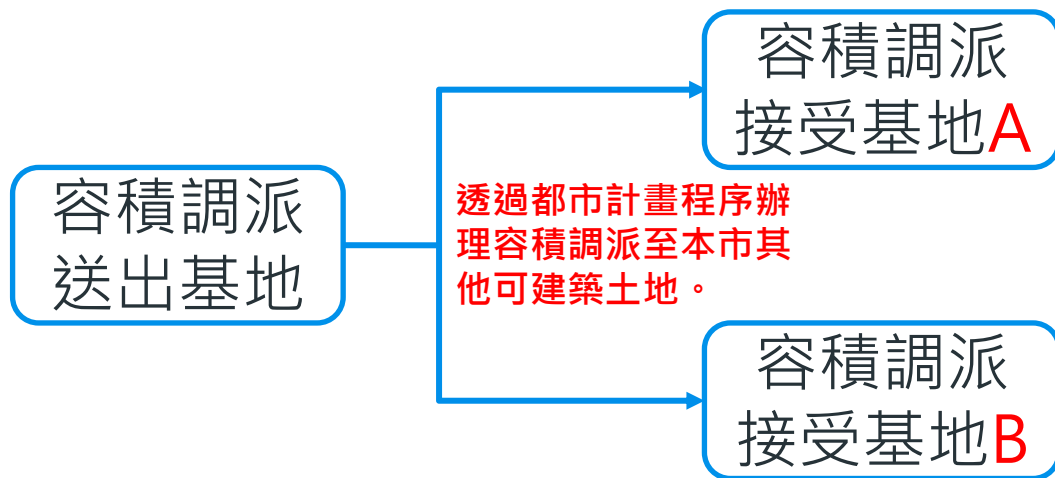 容積調派
送出基地
透過都市計畫程序辦
理容積調派至本市其
他可建築土地。
容積調派
接受基地A
容積調派
接受基地B